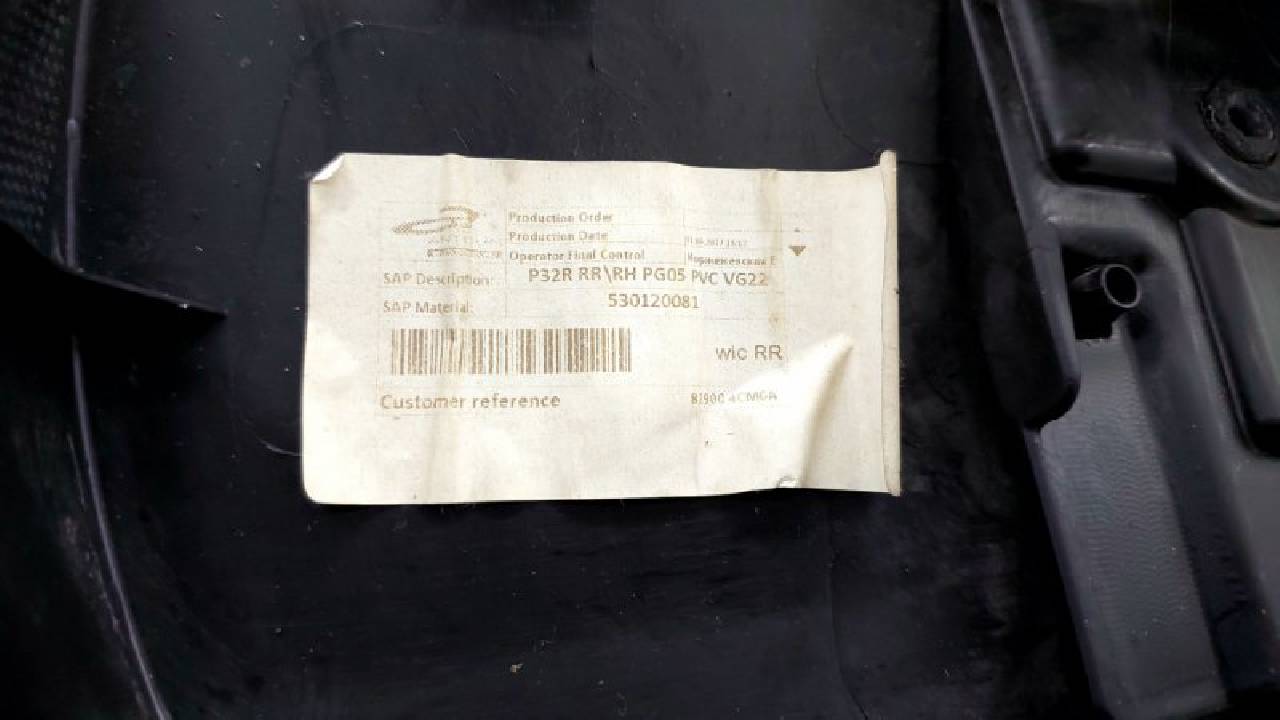 Production Order
Production Date
Operator Final Control
SAP Description: P32R RR\RH PG05 PVC VG22
SAP Material: 530120081
wic RR
Customer reference